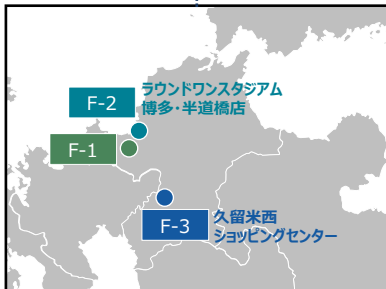 F-2
ラウンドワンスタジアム
博多・半道橋店
F-1
F-3
久留米西
ショッピングセンター